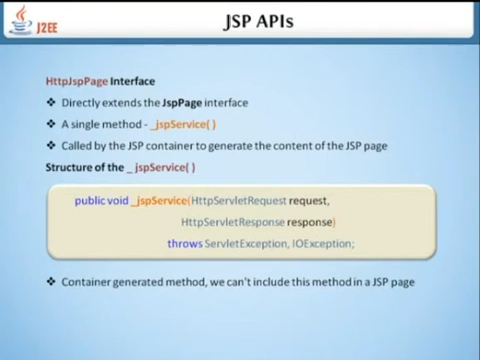 J2EE
JSP APIs
HttpJspPage Interface
❖ Directly extends the JspPage interface
❖ A single method - _jspService( )
❖ Called by the JSP container to generate the content of the JSP page
Structure of the _ jspService( )
public void _jspService(HttpServletRequest request,
HttpServletResponse response)
throws ServletException, IOException;
❖ Container generated method, we can't include this method in a JSP page